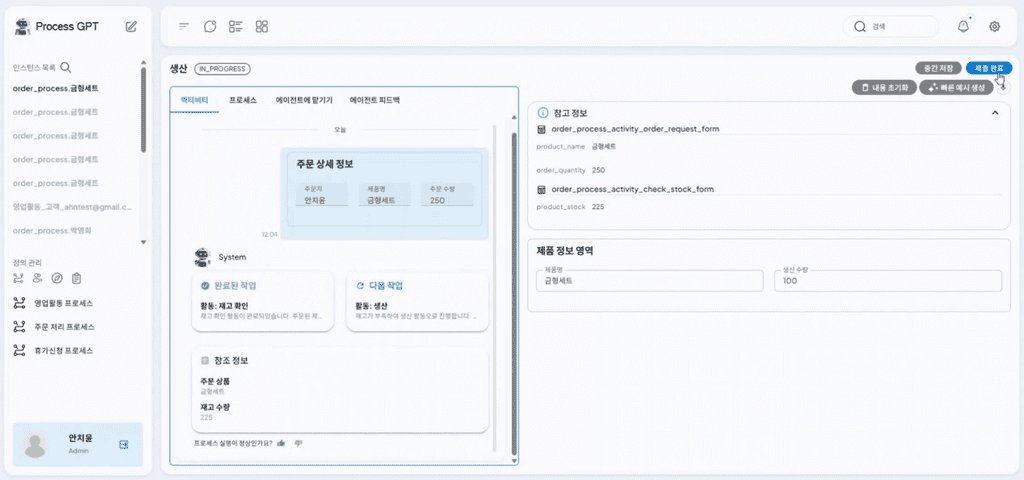 Process GPT
검색
인스턴스 목록
order_process.금형세트
order_process.금형세트
order_process.금형세트
order_process.금형세트
order_process.금형세트
영업활동_고객_ahntest@gmail.c...
order_process.박영희
정의 관리
영업활동 프로세스
주문 처리 프로세스
휴가신청 프로세스
안치윤
Admin
생산
IN_PROGRESS
중간 저장
제출 완료
내용 초기화
빠른 예시 생성
액티비티
프로세스
에이전트에 맡기기
에이전트 피드백
오늘
주문 상세 정보
주문자
안치윤
제품명
금형세트
주문 수량
250
12:04
System
완료된 작업
활동: 재고 확인
재고 확인 활동이 완료되었습니다. 주문된 제...
다음 작업
활동: 생산
재고가 부족하여 생산 활동으로 진행합니다. ...
참조 정보
주문 상품
금형세트
재고 수량
225
프로세스 실행이 정상인가요?
참고 정보
order_process_activity_order_request_form
product_name 금형세트
order_quantity 250
order_process_activity_check_stock_form
product_stock 225
제품 정보 영역
제품명
금형세트
생산 수량
100